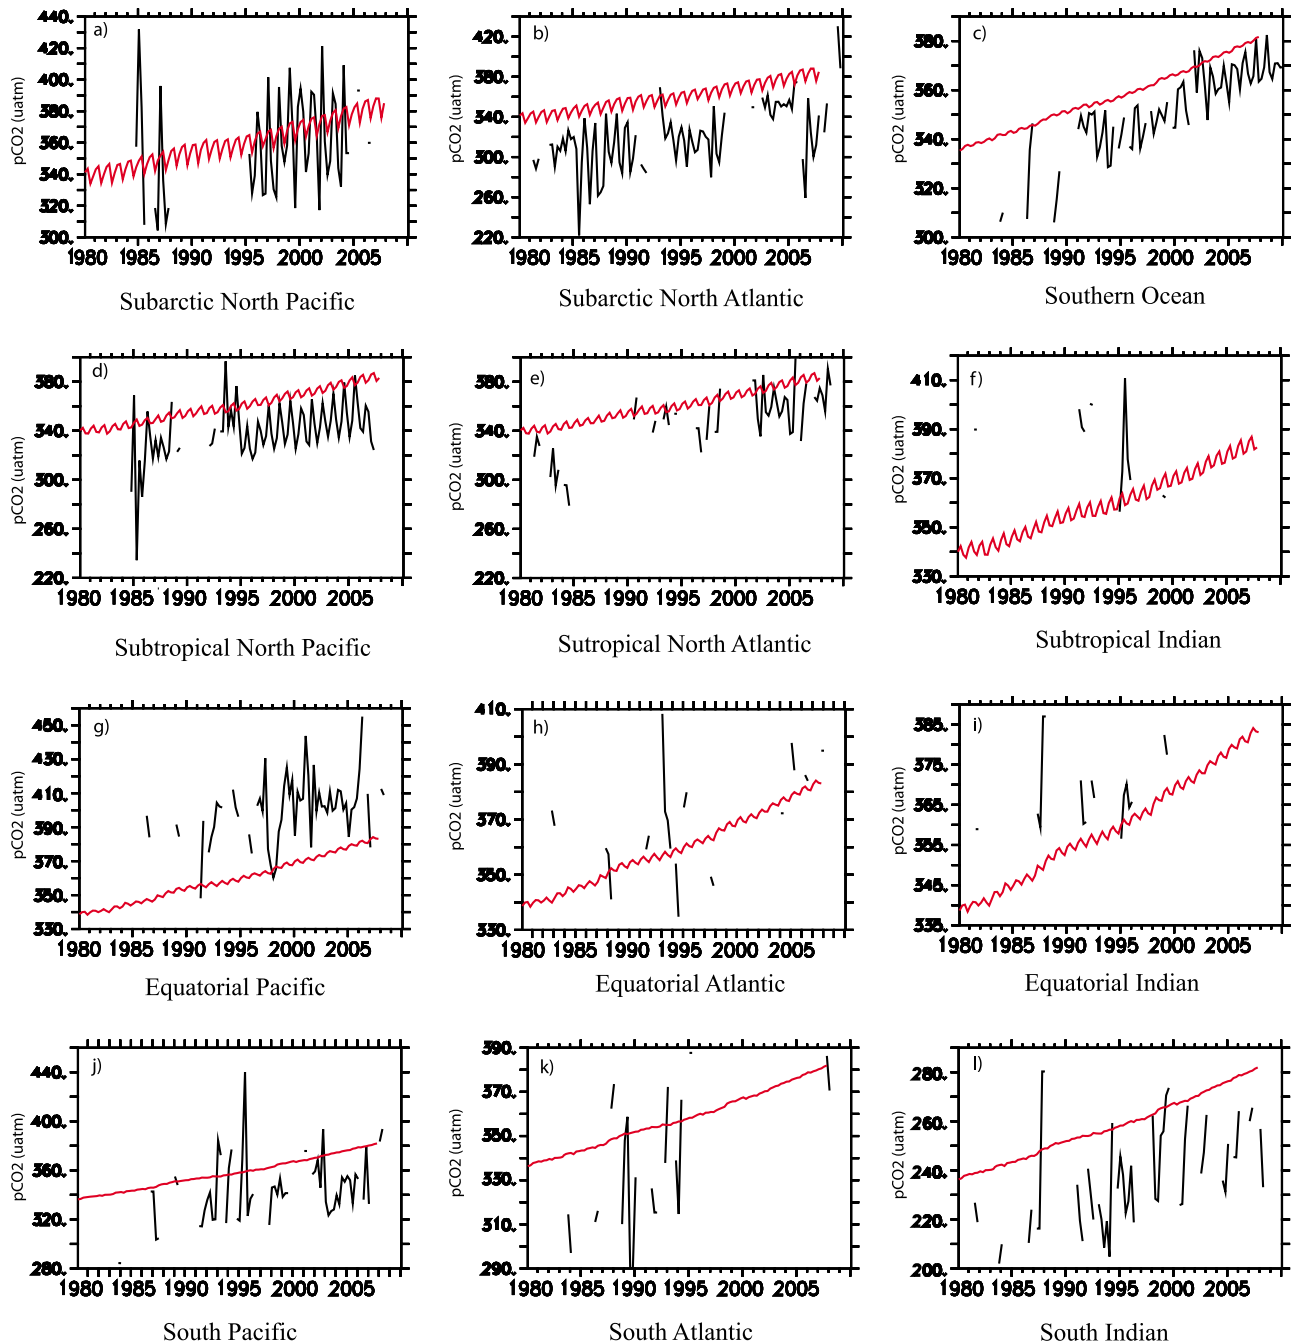 a)
pCO2 (uatm)
440.
420.
400.
380.
360.
340.
320.
300.
1980 1985 1990 1995 2000 2005
Subarctic North Pacific
b)
pCO2 (uatm)
420.
380.
340.
300.
260.
220.
1980 1985 1990 1995 2000 2005
Subarctic North Atlantic
c)
pCO2 (uatm)
380.
360.
340.
320.
300.
1980 1985 1990 1995 2000 2005
Southern Ocean
d)
pCO2 (uatm)
380.
340.
300.
260.
220.
1980 1985 1990 1995 2000 2005
Subtropical North Pacific
e)
pCO2 (uatm)
380.
340.
300.
260.
220.
1980 1985 1990 1995 2000 2005
Sutropical North Atlantic
f)
pCO2 (uatm)
410.
390.
370.
350.
330.
1980 1985 1990 1995 2000 2005
Subtropical Indian
g)
pCO2 (uatm)
450.
430.
410.
390.
370.
350.
330.
1980 1985 1990 1995 2000 2005
Equatorial Pacific
h)
pCO2 (uatm)
410.
390.
370.
350.
330.
1980 1985 1990 1995 2000 2005
Equatorial Atlantic
i)
pCO2 (uatm)
385.
375.
365.
355.
345.
335.
1980 1985 1990 1995 2000 2005
Equatorial Indian
j)
pCO2 (uatm)
440.
400.
360.
320.
280.
1980 1985 1990 1995 2000 2005
South Pacific
k)
pCO2 (uatm)
390.
370.
350.
330.
310.
290.
1980 1985 1990 1995 2000 2005
South Atlantic
l)
pCO2 (uatm)
280.
260.
240.
220.
200.
1980 1985 1990 1995 2000 2005
South Indian